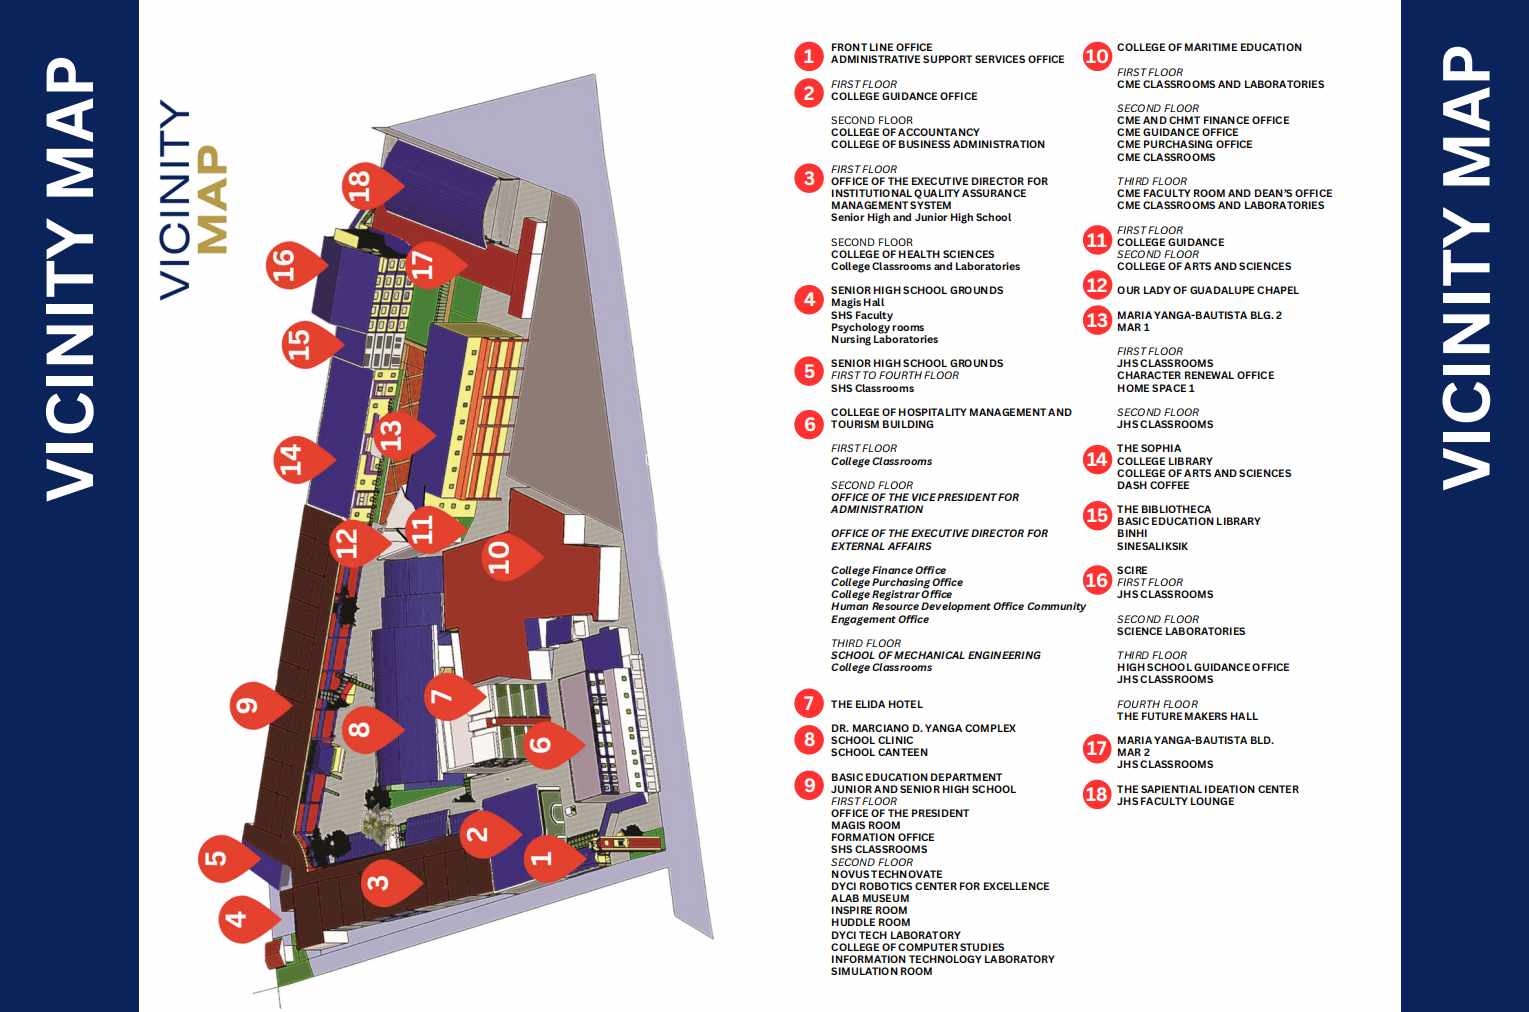 VICINITY MAP
VICINITY
MAP
18
16
17
15
14
13
12
11
10
9
8
7
6
5
4
3
2
1
1
FRONT LINE OFFICE
ADMINISTRATIVE SUPPORT SERVICES OFFICE
2
FIRST FLOOR
COLLEGE GUIDANCE OFFICE
SECOND FLOOR
COLLEGE OF ACCOUNTANCY
COLLEGE OF BUSINESS ADMINISTRATION
3
FIRST FLOOR
OFFICE OF THE EXECUTIVE DIRECTOR FOR
INSTITUTIONAL QUALITY ASSURANCE
MANAGEMENT SYSTEM
Senior High and Junior High School
SECOND FLOOR
COLLEGE OF HEALTH SCIENCES
College Classrooms and Laboratories
4
SENIOR HIGH SCHOOL GROUNDS
Magis Hall
SHS Faculty
Psychology rooms
Nursing Laboratories
5
SENIOR HIGH SCHOOL GROUNDS
FIRST TO FOURTH FLOOR
SHS Classrooms
6
COLLEGE OF HOSPITALITY MANAGEMENT AND
TOURISM BUILDING
FIRST FLOOR
College Classrooms
SECOND FLOOR
OFFICE OF THE VICE PRESIDENT FOR
ADMINISTRATION
OFFICE OF THE EXECUTIVE DIRECTOR FOR
EXTERNAL AFFAIRS
College Finance Office
College Purchasing Office
College Registrar Office
Human Resource Development Office Community
Engagement Office
THIRD FLOOR
SCHOOL OF MECHANICAL ENGINEERING
College Classrooms
7
THE ELIDA HOTEL
8
DR. MARCIANO D. YANGA COMPLEX
SCHOOL CLINIC
SCHOOL CANTEEN
9
BASIC EDUCATION DEPARTMENT
JUNIOR AND SENIOR HIGH SCHOOL
FIRST FLOOR
OFFICE OF THE PRESIDENT
MAGIS ROOM
FORMATION OFFICE
SHS CLASSROOMS
SECOND FLOOR
NOVUS TECHNOVATE
DYCI ROBOTICS CENTER FOR EXCELLENCE
ALAB MUSEUM
INSPIRE ROOM
HUDDLE ROOM
DYCI TECH LABORATORY
COLLEGE OF COMPUTER STUDIES
INFORMATION TECHNOLOGY LABORATORY
SIMULATION ROOM
10
COLLEGE OF MARITIME EDUCATION
FIRST FLOOR
CME CLASSROOMS AND LABORATORIES
SECOND FLOOR
CME AND CHMT FINANCE OFFICE
CME GUIDANCE OFFICE
CME PURCHASING OFFICE
CME CLASSROOMS
THIRD FLOOR
CME FACULTY ROOM AND DEAN'S OFFICE
CME CLASSROOMS AND LABORATORIES
11
FIRST FLOOR
COLLEGE GUIDANCE
SECOND FLOOR
COLLEGE OF ARTS AND SCIENCES
12
OUR LADY OF GUADALUPE CHAPEL
13
MARIA YANGA-BAUTISTA BLG. 2
MAR 1
FIRST FLOOR
JHS CLASSROOMS
CHARACTER RENEWAL OFFICE
HOME SPACE 1
SECOND FLOOR
JHS CLASSROOMS
14
THE SOPHIA
COLLEGE LIBRARY
COLLEGE OF ARTS AND SCIENCES
DASH COFFEE
15
THE BIBLIOTHECA
BASIC EDUCATION LIBRARY
BINHI
SINESALIKSIK
16
SCIRE
FIRST FLOOR
JHS CLASSROOMS
SECOND FLOOR
SCIENCE LABORATORIES
THIRD FLOOR
HIGH SCHOOL GUIDANCE OFFICE
JHS CLASSROOMS
FOURTH FLOOR
THE FUTURE MAKERS HALL
17
MARIA YANGA-BAUTISTA BLD.
MAR 2
JHS CLASSROOMS
18
THE SAPIENTIAL IDEATION CENTER
JHS FACULTY LOUNGE
VICINITY MAP